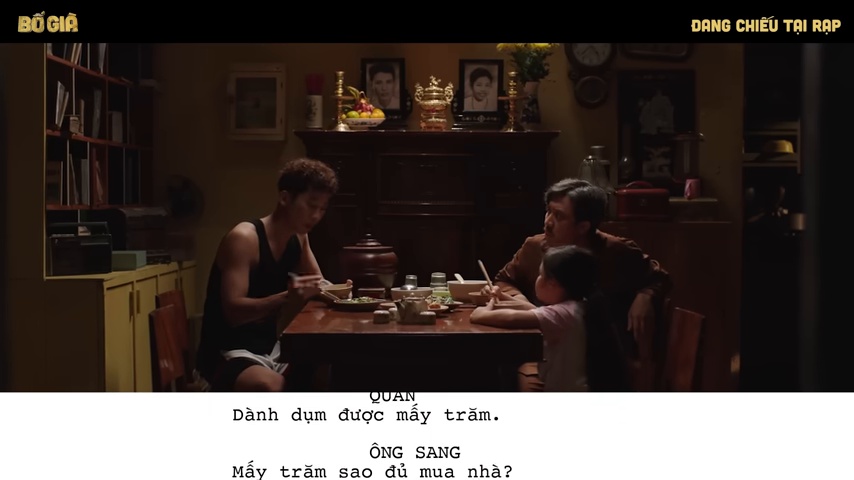 BỐ GIÀ
ĐANG CHIẾU TẠI RẠP
QUÁN
Dành dụm được mấy trăm.
ÔNG SANG
Mấy trăm sao đủ mua nhà?